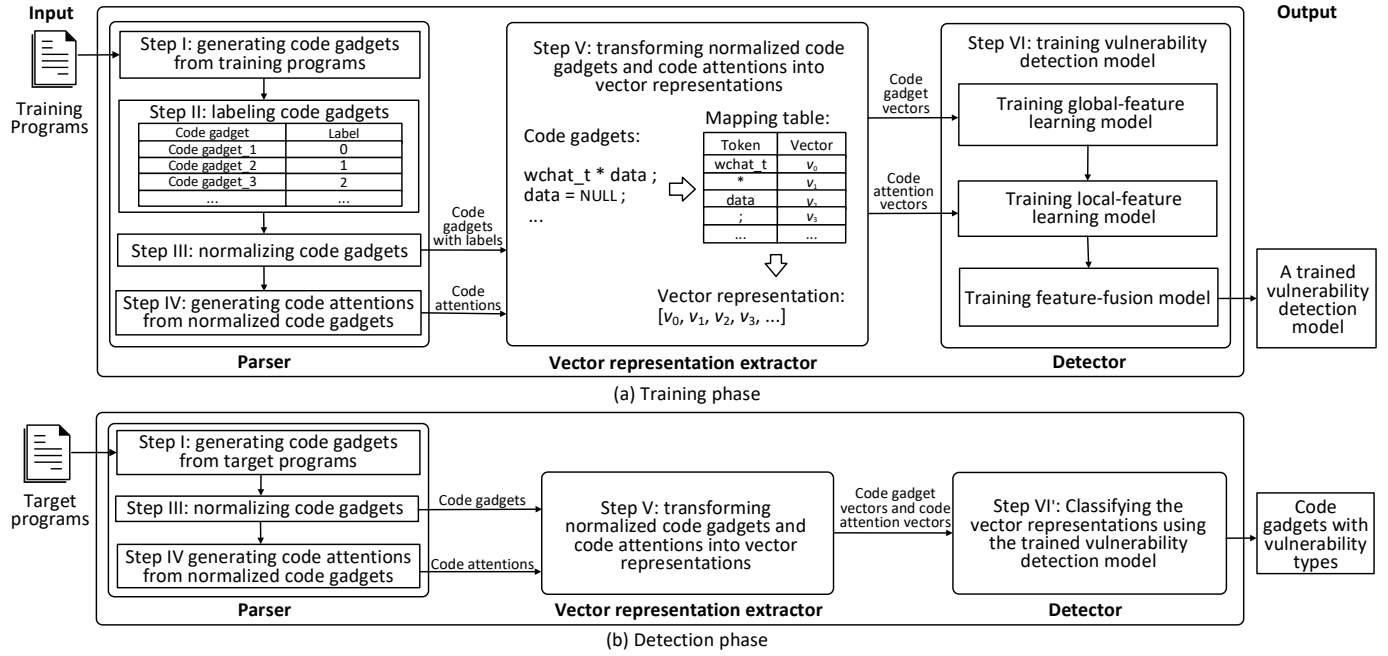 Input
Output
Training
Programs
Step I: generating code gadgets
from training programs
Step II: labeling code gadgets
Code gadget Label
Code gadget_1 0
Code gadget_2 1
Code gadget_3 2
... ...
Step III: normalizing code gadgets
Step IV: generating code attentions
from normalized code gadgets
Parser
Code
gadgets
with labels
Code
attentions
Step V: transforming normalized code
gadgets and code attentions into
vector representations
Code gadgets:
wchat_t * data ;
data = NULL ;
...
Mapping table:
Token Vector
wchat_t v₀
* v₁
data v₂
; v₃
... ...
Vector representation:
[v₀, v₁, v₂, v₃, ...]
Vector representation extractor
Code
gadget
vectors
Code
attention
vectors
Step VI: training vulnerability
detection model
Training global-feature
learning model
Training local-feature
learning model
Training feature-fusion model
Detector
A trained
vulnerability
detection
model
(a) Training phase
Target
programs
Step I: generating code gadgets
from target programs
Step III: normalizing code gadgets
Step IV generating code attentions
from normalized code gadgets
Parser
Code gadgets
Code attentions
Step V: transforming
normalized code gadgets and
code attentions into vector
representations
Vector representation extractor
Code gadget
vectors and code
attention vectors
Step VI': Classifying the
vector representations using
the trained vulnerability
detection model
Detector
Code
gadgets with
vulnerability
types
(b) Detection phase